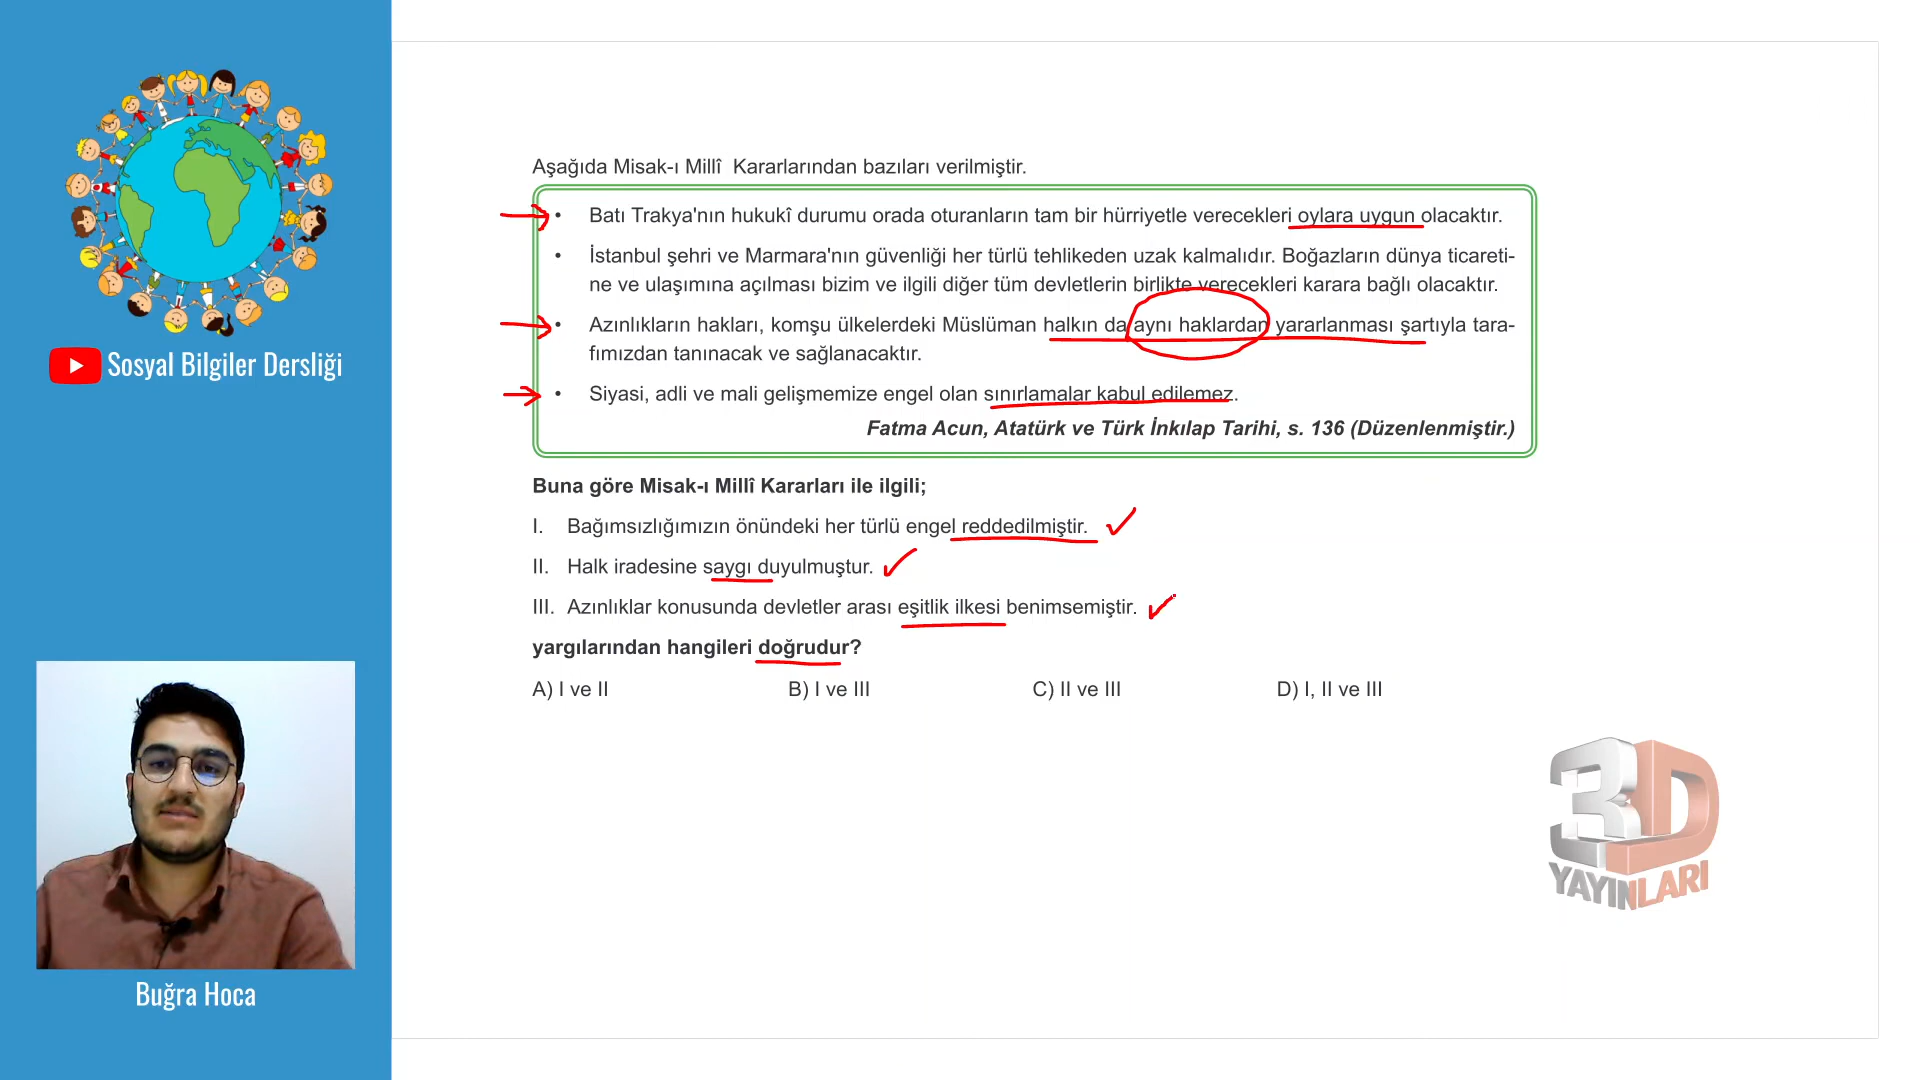 Aşağıda Misak-ı Millî  Kararlarından bazıları verilmiştir.
• Batı Trakya'nın hukukî durumu orada oturanların tam bir hürriyetle verecekleri oylara uygun olacaktır.
• İstanbul şehri ve Marmara'nın güvenliği her türlü tehlikeden uzak kalmalıdır. Boğazların dünya ticareti-
ne ve ulaşımına açılması bizim ve ilgili diğer tüm devletlerin birlikte verecekleri karara bağlı olacaktır.
• Azınlıkların hakları, komşu ülkelerdeki Müslüman halkın da aynı haklardan yararlanması şartıyla tara-
fımızdan tanınacak ve sağlanacaktır.
• Siyasi, adli ve mali gelişmemize engel olan sınırlamalar kabul edilemez.
Fatma Acun, Atatürk ve Türk İnkılap Tarihi, s. 136 (Düzenlenmiştir.)
Buna göre Misak-ı Millî Kararları ile ilgili;
I. Bağımsızlığımızın önündeki her türlü engel reddedilmiştir.
II. Halk iradesine saygı duyulmuştur.
III. Azınlıklar konusunda devletler arası eşitlik ilkesi benimsemiştir.
yargılarından hangileri doğrudur?
A) I ve II B) I ve III C) II ve III D) I, II ve III
Sosyal Bilgiler Dersliği
Buğra Hoca
3D
YAYINLARI